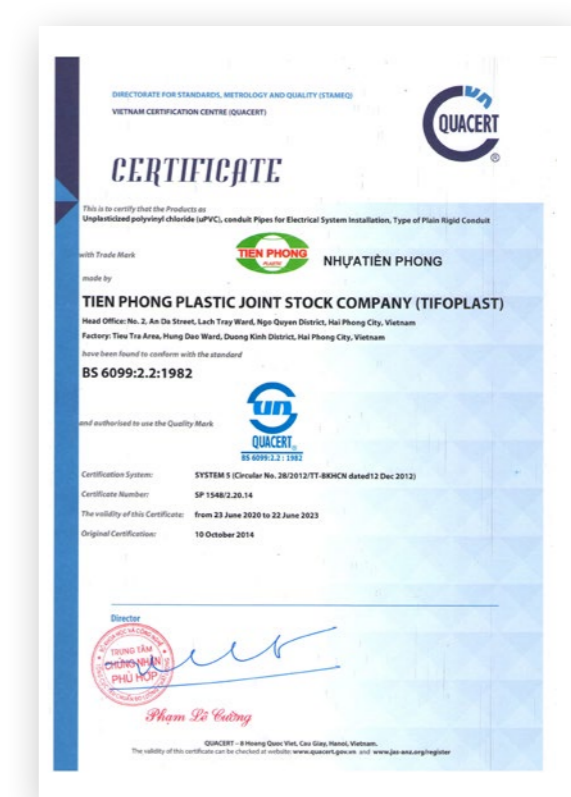 DIRECTORATE FOR STANDARDS, METROLOGY AND QUALITY (STAMEQ)
VIETNAM CERTIFICATION CENTRE (QUACERT)
QUACERT
®
CERTIFICATE
This is to certify that the Products as
Unplasticized polyvinyl chloride (uPVC), conduit Pipes for Electrical System Installation, Type of Plain Rigid Conduit
with Trade Mark
TIEN PHONG
PLASTIC
NHỰA TIÊN PHONG
made by
TIEN PHONG PLASTIC JOINT STOCK COMPANY (TIFOPLAST)
Head Office: No. 2, An Da Street, Lach Tray Ward, Ngo Quyen District, Hai Phong City, Vietnam
Factory: Tieu Tra Area, Hung Dao Ward, Duong Kinh District, Hai Phong City, Vietnam
have been found to conform with the standard
BS 6099:2.2:1982
and authorised to use the Quality Mark
QUACERT
BS 6099:2.2 : 1982
Certification System: SYSTEM 5 (Circular No. 28/2012/TT-BKHCN dated12 Dec 2012)
Certificate Number: SP 1548/2.20.14
The validity of this Certificate: from 23 June 2020 to 22 June 2023
Original Certification: 10 October 2014
Director
TRUNG TÂM
CHỨNG NHẬN
PHÙ HỢP
Phạm Lê Cường
QUACERT – 8 Hoang Quoc Viet, Cau Giay, Hanoi, Vietnam.
The validity of this certificate can be checked at website: www.quacert.gov.vn and www.jas-anz.org/register